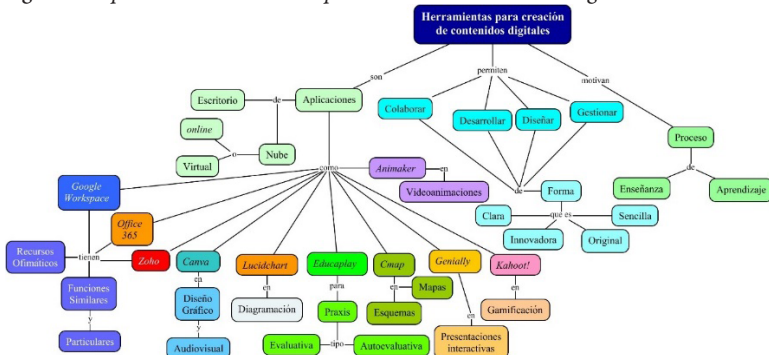 Herramientas para creación
de contenidos digitales
son
permiten
motivan
Escritorio
de
Aplicaciones
Colaborar
Desarrollar
Diseñar
Gestionar
Proceso
online
o
Virtual
Nube
como
Animaker
en
Videoanimaciones
de
Forma
Enseñanza
de
Aprendizaje
Google
Workspace
Clara
que es
Sencilla
Innovadora
Original
Office
365
Recursos
Ofimáticos
tienen
Zoho
Canva
Lucidchart
Educaplay
Cmap
Genially
Kahoot!
Funciones
Similares
y
Particulares
en
Diseño
Gráfico
y
Audiovisual
en
Diagramación
para
Praxis
Evaluativa
tipo
Autoevaluativa
en
Mapas
Esquemas
en
Presentaciones
interactivas
en
Gamificación